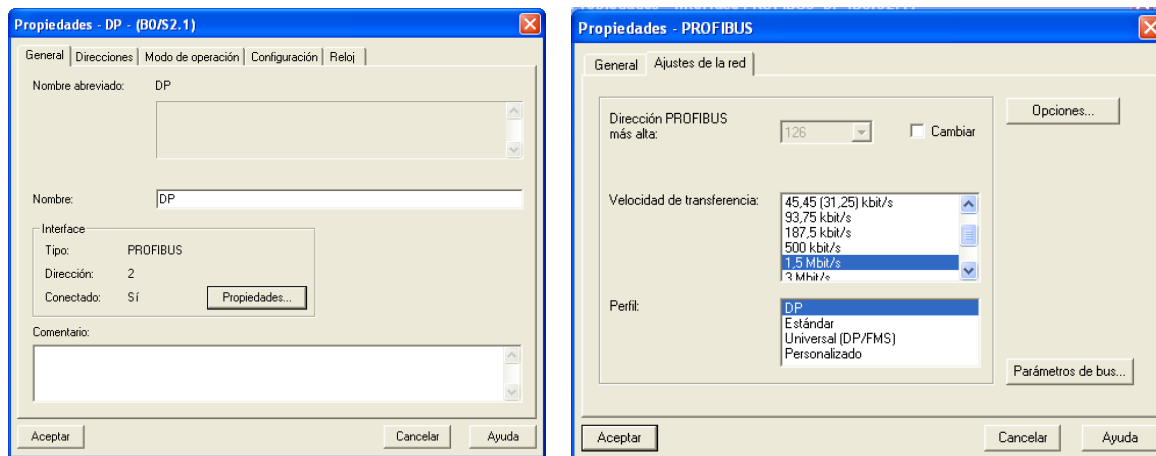 Propiedades - DP - (B0/S2.1)
General Direcciones Modo de operación Configuración Reloj
Nombre abreviado: DP
Nombre: DP
Interface
Tipo: PROFIBUS
Dirección: 2
Conectado: Sí Propiedades...
Comentario:
Aceptar Cancelar Ayuda
Propiedades - PROFIBUS
General Ajustes de la red
Dirección PROFIBUS
más alta: 126 Cambiar Opciones...
Velocidad de transferencia: 45,45 (31,25) kbit/s
93,75 kbit/s
187,5 kbit/s
500 kbit/s
1,5 Mbit/s
3 Mbit/s
Perfil: DP
Estándar
Universal (DP/FMS)
Personalizado
Parámetros de bus...
Aceptar Cancelar Ayuda